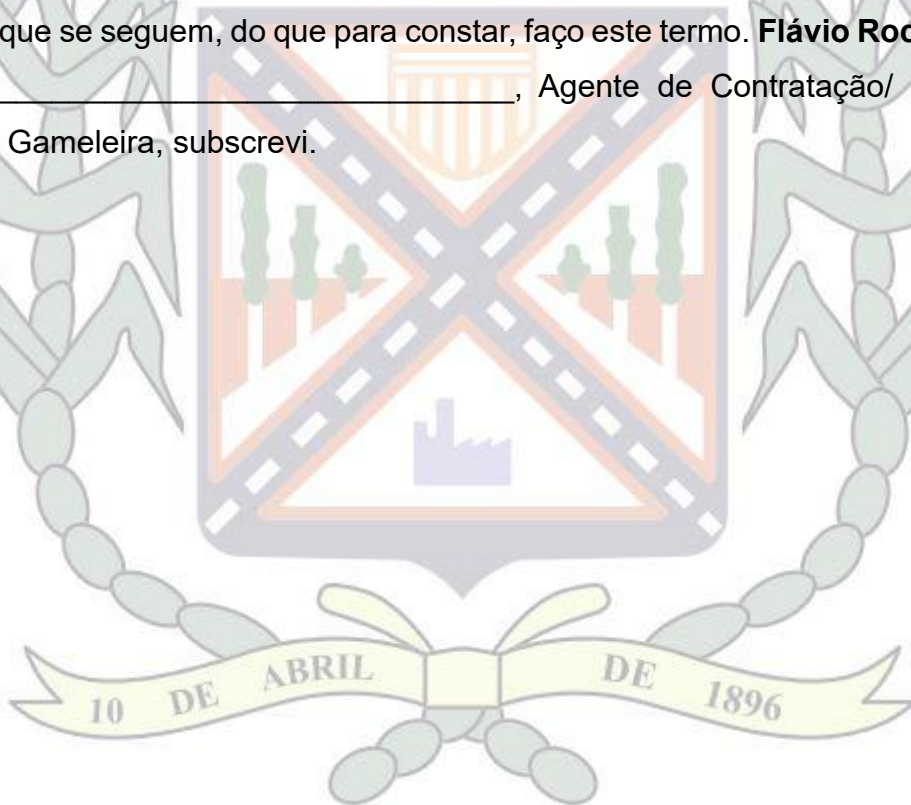 que se seguem, do que para constar, faço este termo. Flávio Roc
______________________________, Agente de Contratação/
Gameleira, subscrevi.
10 DE ABRIL DE 1896